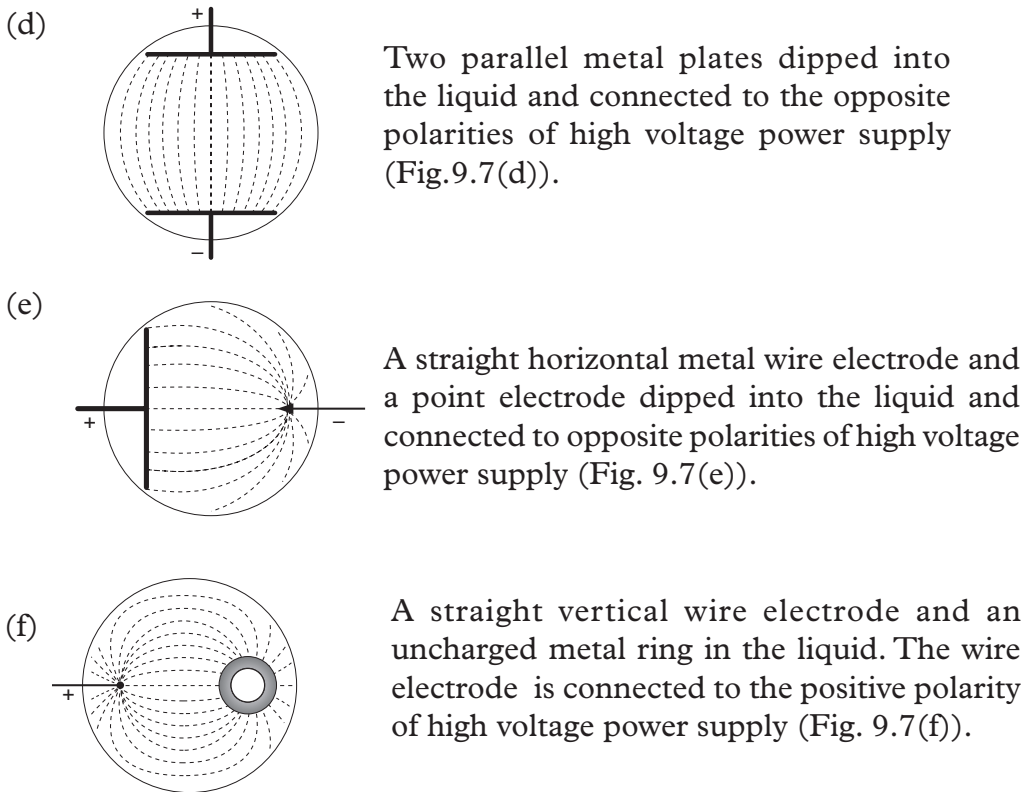 (d)
+
−
Two parallel metal plates dipped into
the liquid and connected to the opposite
polarities of high voltage power supply
(Fig.9.7(d)).
(e)
+
−
A straight horizontal metal wire electrode and
a point electrode dipped into the liquid and
connected to opposite polarities of high voltage
power supply (Fig. 9.7(e)).
(f)
+
A straight vertical wire electrode and an
uncharged metal ring in the liquid. The wire
electrode is connected to the positive polarity
of high voltage power supply (Fig. 9.7(f)).